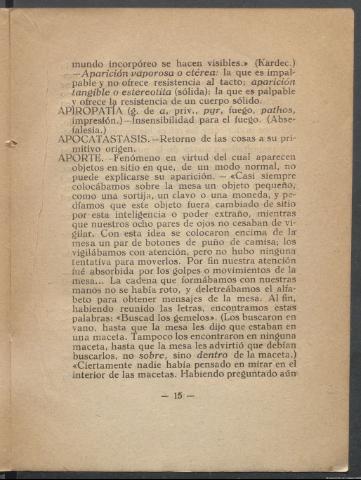 mundo incorpóreo se hacen visibles.» (Kardec.)
—Aparición vaporosa o etérea: la que es impal-
pable y no ofrece resistencia al tacto; aparición
tangible o estereotita (sólida): la que es palpable
y ofrece la resistencia de un cuerpo sólido.
APIROPATÍA (g. de a, priv., pyr, fuego, pathos,
impresión.)—Insensibilidad para el fuego. (Abse-
falesia.)
APOCATASTASIS.—Retorno de las cosas a su pri-
mitivo origen.
APORTE.—Fenómeno en virtud del cual aparecen
objetos en sitio en que, de un modo normal, no
puede explicarse su aparición. — «Casi siempre
colocábamos sobre la mesa un objeto pequeño,
como una sortija, un clavo o una moneda, y pe-
díamos que este objeto fuera cambiado de sitio
por esta inteligencia o poder extraño, mientras
que nuestros ocho pares de ojos no cesaban de vi-
gilar. Con esta idea se colocaron encima de la
mesa un par de botones de puño de camisa; los
vigilábamos con atención, pero no hubo ninguna
tentativa para moverlos. Por fin nuestra atención
fué absorbida por los golpes o movimientos de la
mesa... La cadena que formábamos con nuestras
manos no se había roto, y deletreábamos el alfa-
beto para obtener mensajes de la mesa. Al fin,
habiendo reunido las letras, encontramos estas
palabras: «Buscad los gemelos». (Los buscaron en
vano, hasta que la mesa les dijo que estaban en
una maceta. Tampoco los encontraron en ninguna
maceta, hasta que la mesa les advirtió que debían
buscarlos, no sobre, sino dentro de la maceta.)
«Ciertamente nadie había pensado en mirar en el
interior de las macetas. Habiendo preguntado aún
— 15 —